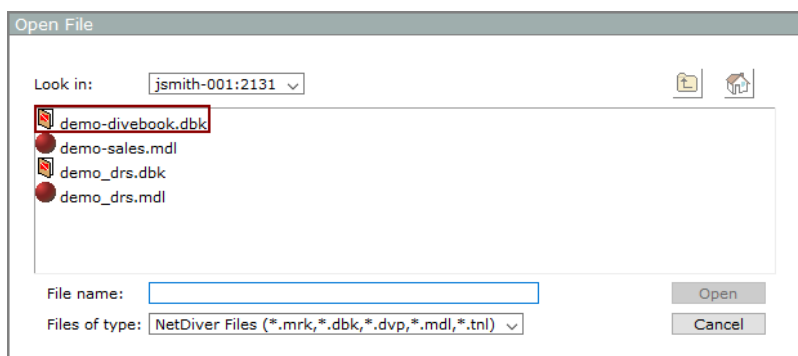 Open File
Look in: jsmith-001:2131
demo-divebook.dbk
demo-sales.mdl
demo_drs.dbk
demo_drs.mdl
File name: Open
Files of type: NetDiver Files (*.mrk,*.dbk,*.dvp,*.mdl,*.tnl) Cancel